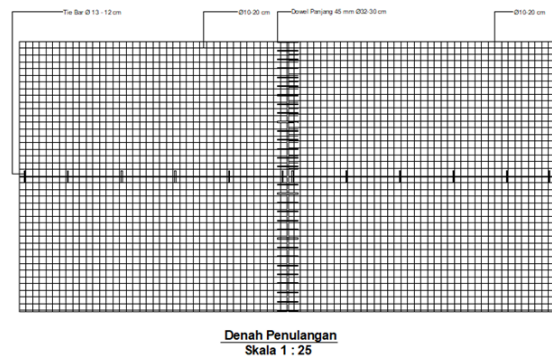 Tie Bar Ø 13 - 12 cm
Ø10-20 cm
Dowel Panjang 45 mm Ø32-30 cm
Ø10-20 cm
Denah Penulangan
Skala 1 : 25